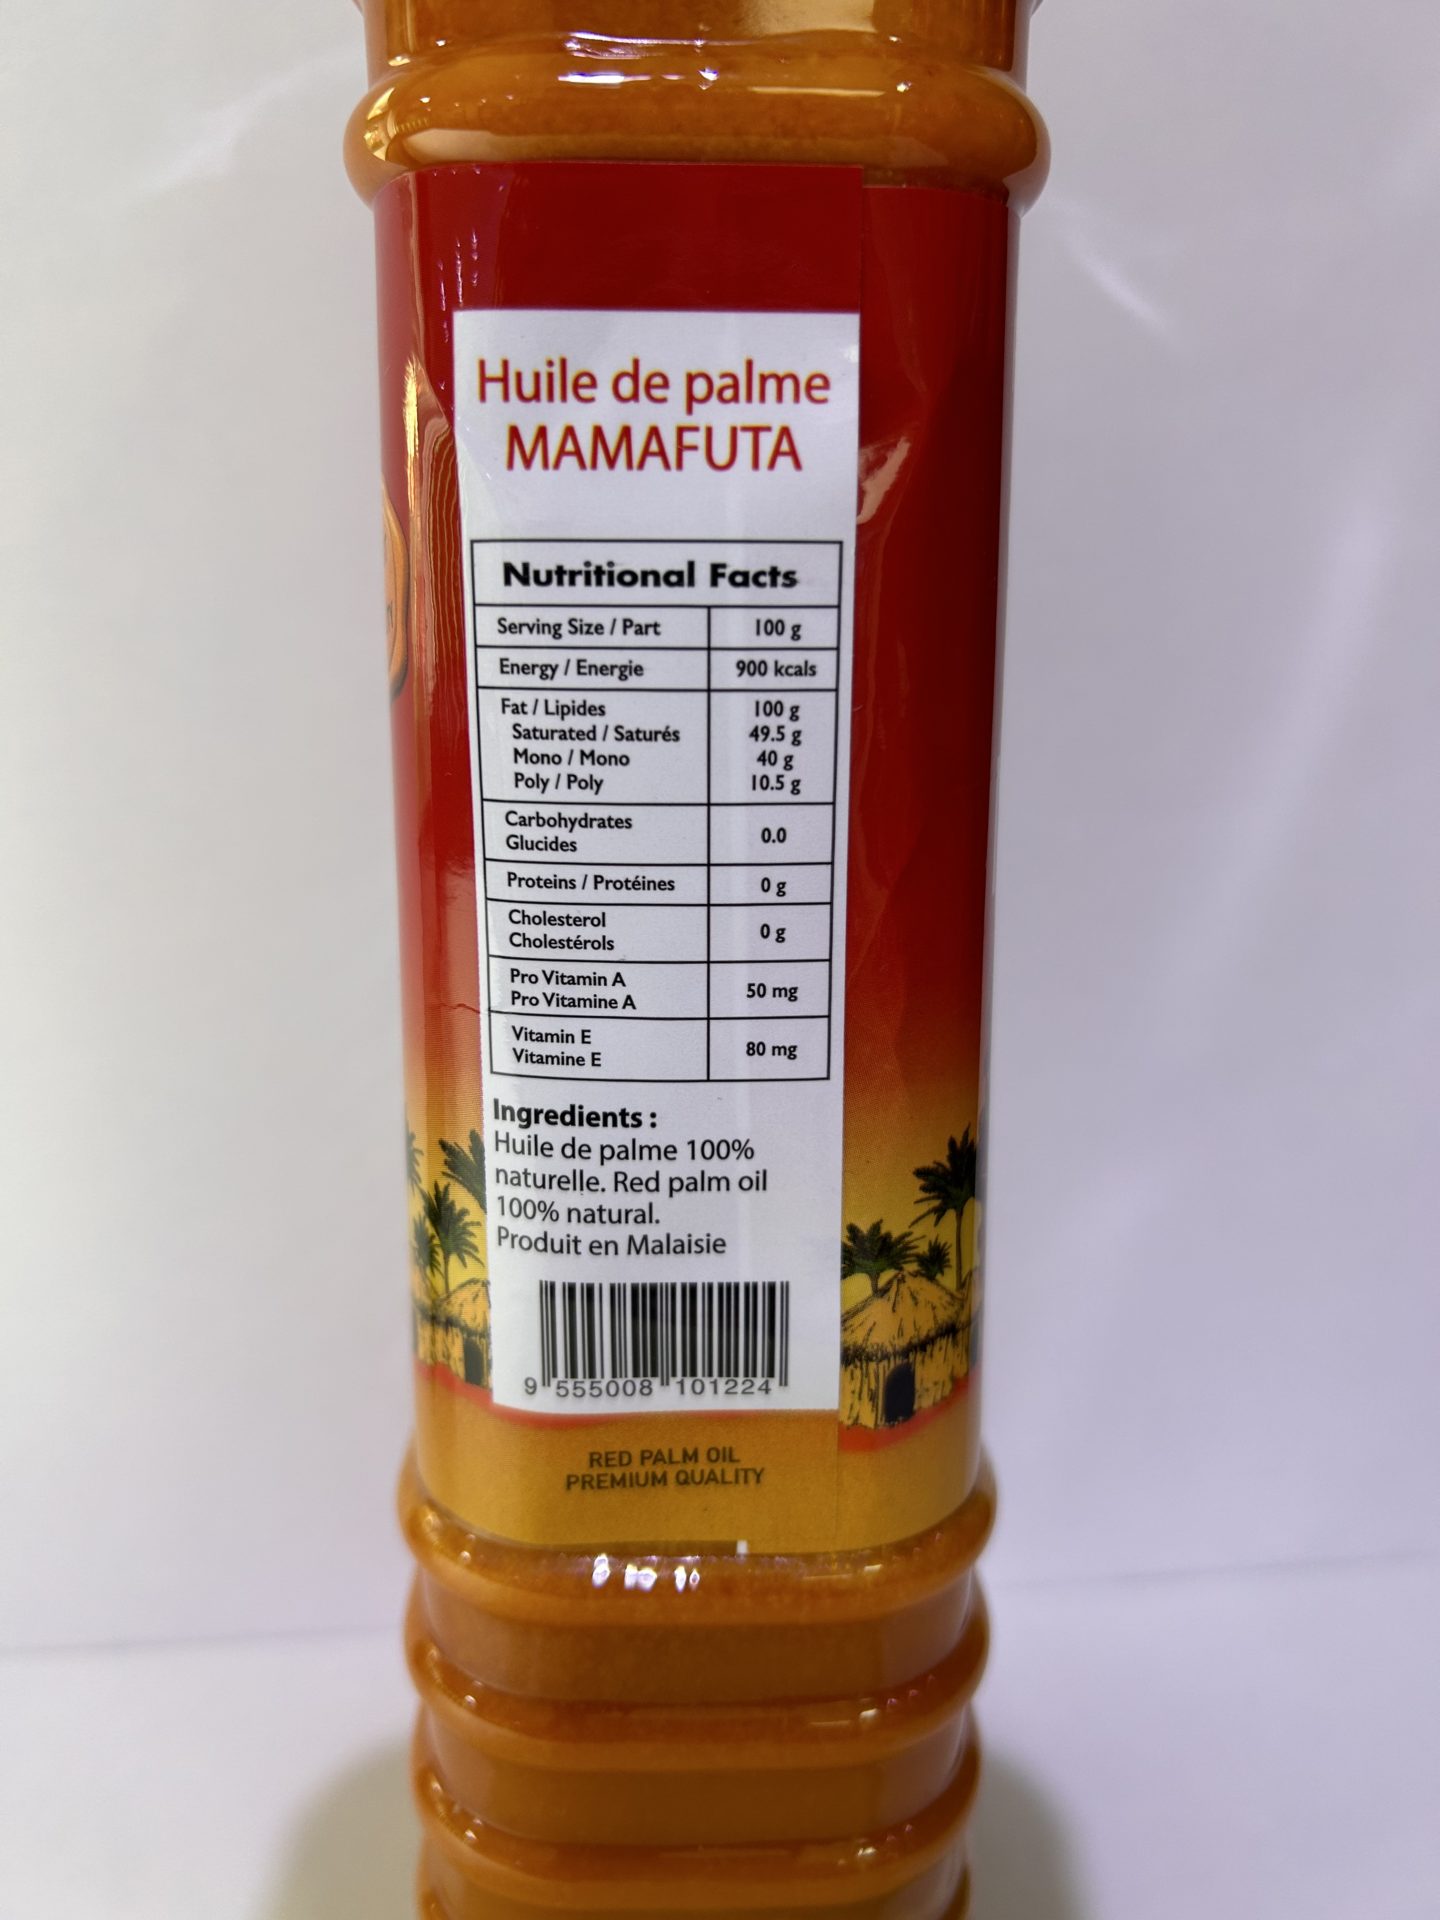 Huile de palme
MAMAFUTA
Nutritional Facts
Serving Size / Part 100 g
Energy / Energie 900 kcals
Fat / Lipides 100 g
Saturated / Saturés 49.5 g
Mono / Mono 40 g
Poly / Poly 10.5 g
Carbohydrates
Glucides 0.0
Proteins / Protéines 0 g
Cholesterol
Cholestérols 0 g
Pro Vitamin A
Pro Vitamine A 50 mg
Vitamin E
Vitamine E 80 mg
Ingredients :
Huile de palme 100%
naturelle. Red palm oil
100% natural.
Produit en Malaisie
9 555008 101224
RED PALM OIL
PREMIUM QUALITY